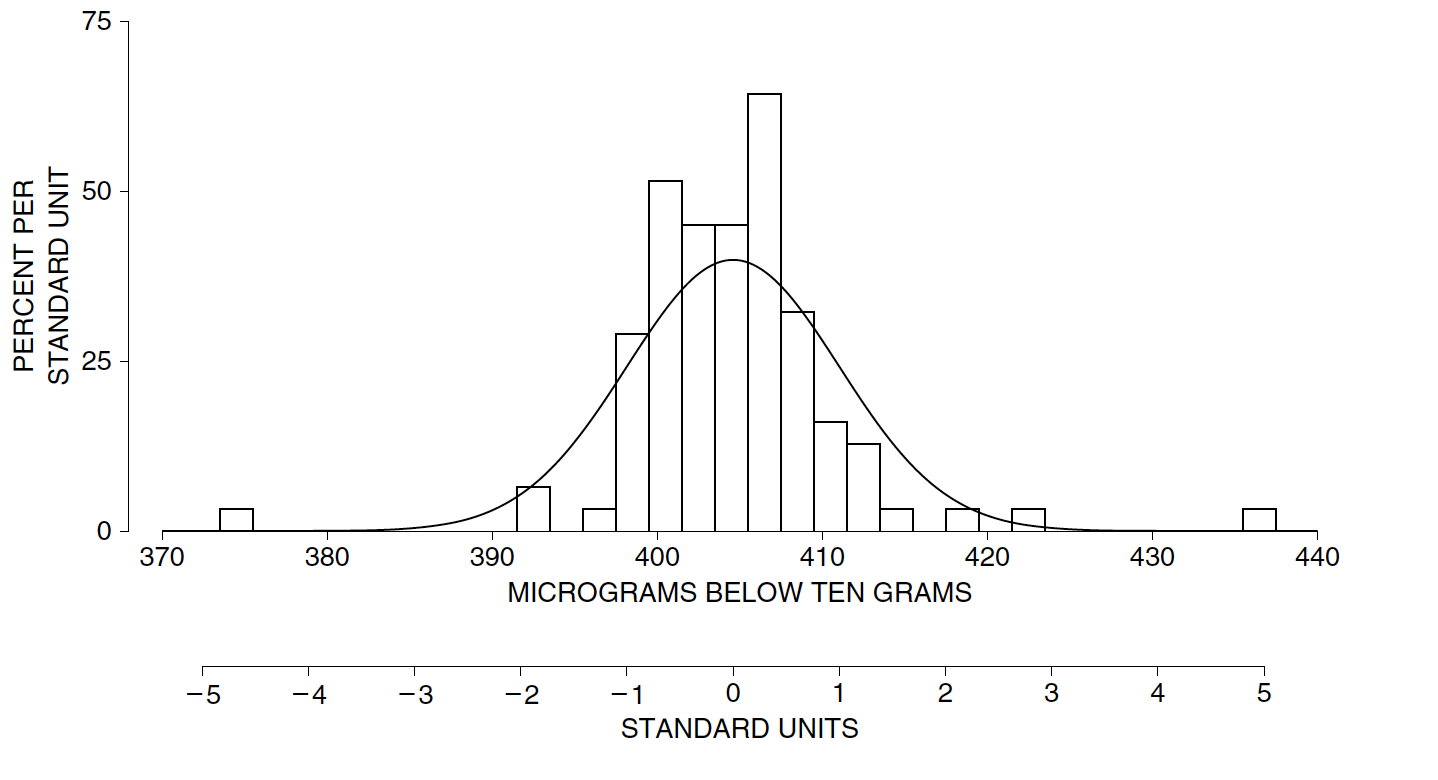 75
50
25
0
PERCENT PER
STANDARD UNIT
370 380 390 400 410 420 430 440
MICROGRAMS BELOW TEN GRAMS
−5 −4 −3 −2 −1 0 1 2 3 4 5
STANDARD UNITS